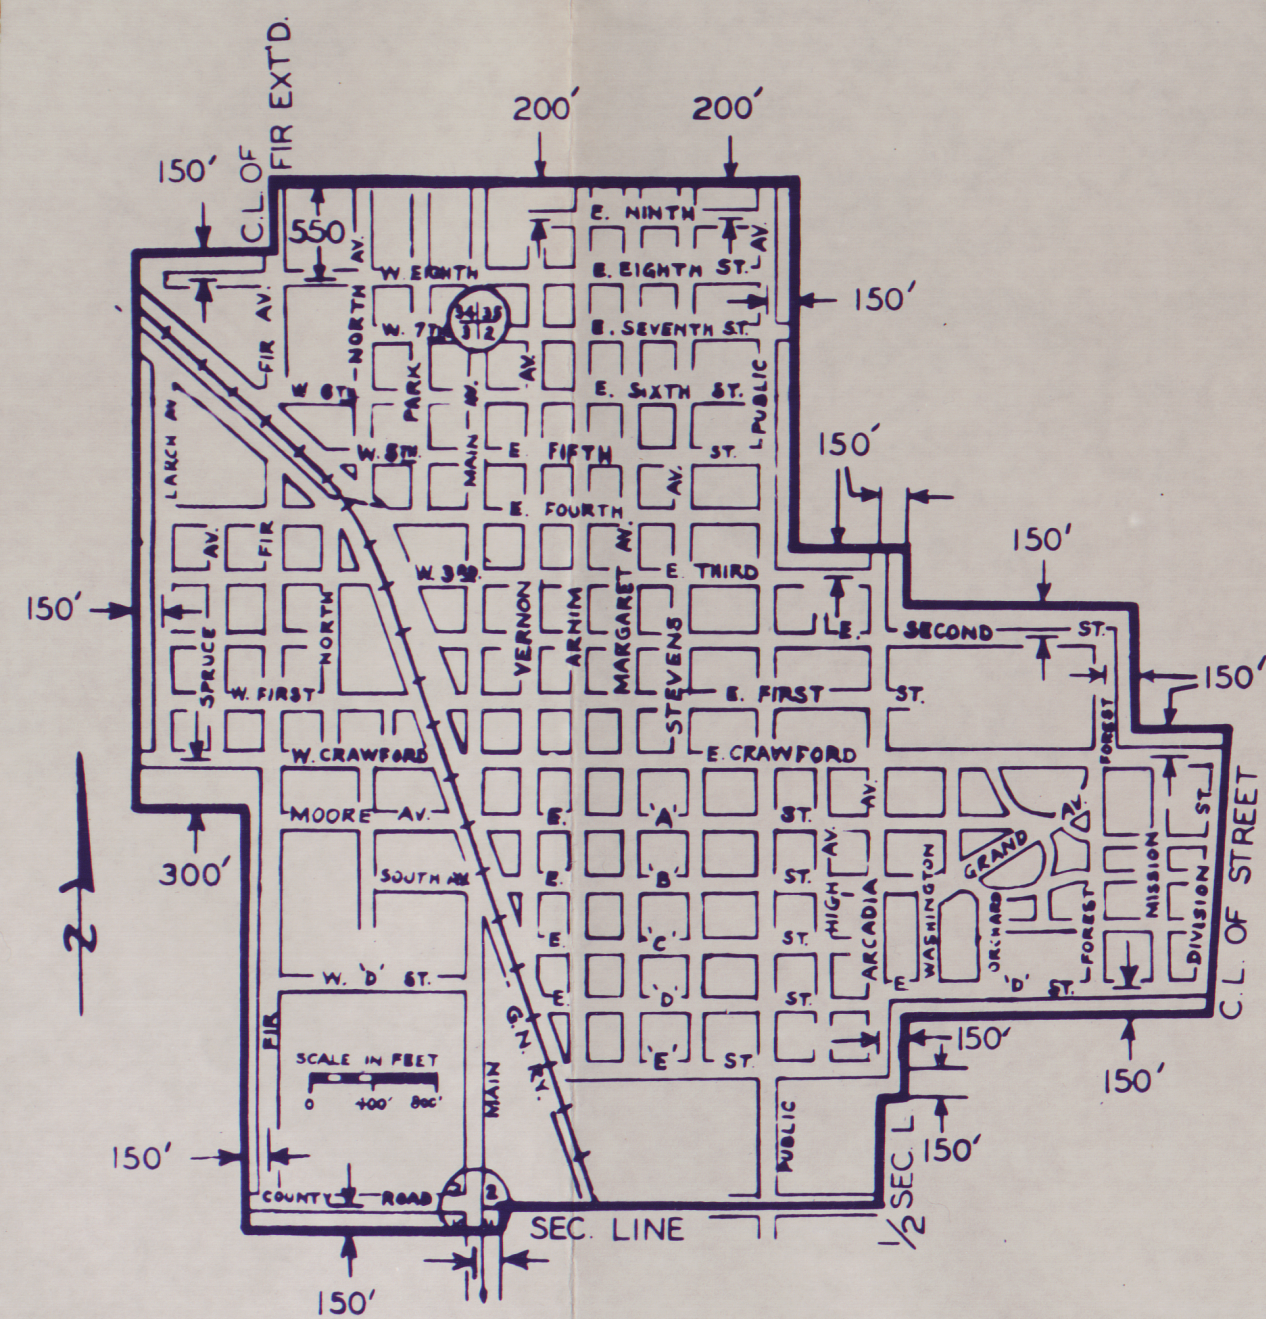 C.L. OF
FIR EXT'D.
200'
200'
150'
550
E. NINTH
AV.
AV.
W. EIGHTH
E. EIGHTH ST.
150'
FIR AV.
NORTH
34 35
3 2
W. 7TH
E. SEVENTH ST.
AV.
PUBLIC
W 6TH
PARK
MAIN AV.
E. SIXTH ST.
150'
LARCH AV.
W. 5TH.
E. FIFTH ST.
AV.
E. FOURTH
AV.
FIR
AV.
150'
W. 3RD.
E. THIRD
150'
NORTH
VERNON
ARNIM
MARGARET
STEVENS
E. SECOND ST.
SPRUCE
W. FIRST
E. FIRST ST.
150'
FOREST
W. CRAWFORD
E. CRAWFORD
MOORE AV.
E. 'A' ST.
AV.
AV.
ST.
300'
SOUTH AV.
E. 'B' ST.
HIGH AV.
ARCADIA
WASHINGTON
GRAND
ORCHARD
FOREST
MISSION
DIVISION
C.L. OF STREET
E. 'C' ST.
W. 'D' ST.
E. 'D' ST.
E. 'D' ST.
N
FIR
G.N. RY.
150'
SCALE IN FEET
0 400' 800'
'E' ST.
150'
MAIN
PUBLIC
1/2 SEC. L
150'
150'
COUNTY ROAD
2
SEC. LINE
150'